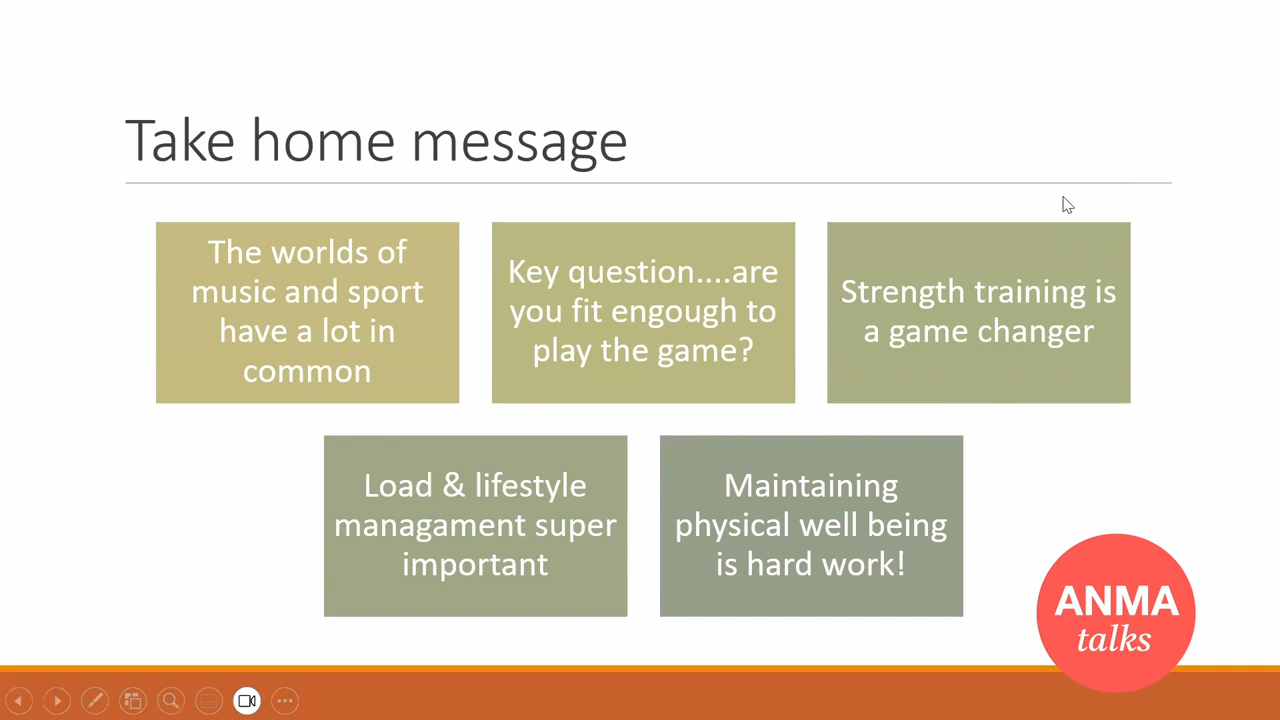 Take home message
The worlds of
music and sport
have a lot in
common
Key question....are
you fit engough to
play the game?
Strength training is
a game changer
Load & lifestyle
managament super
important
Maintaining
physical well being
is hard work!
ANMA
talks